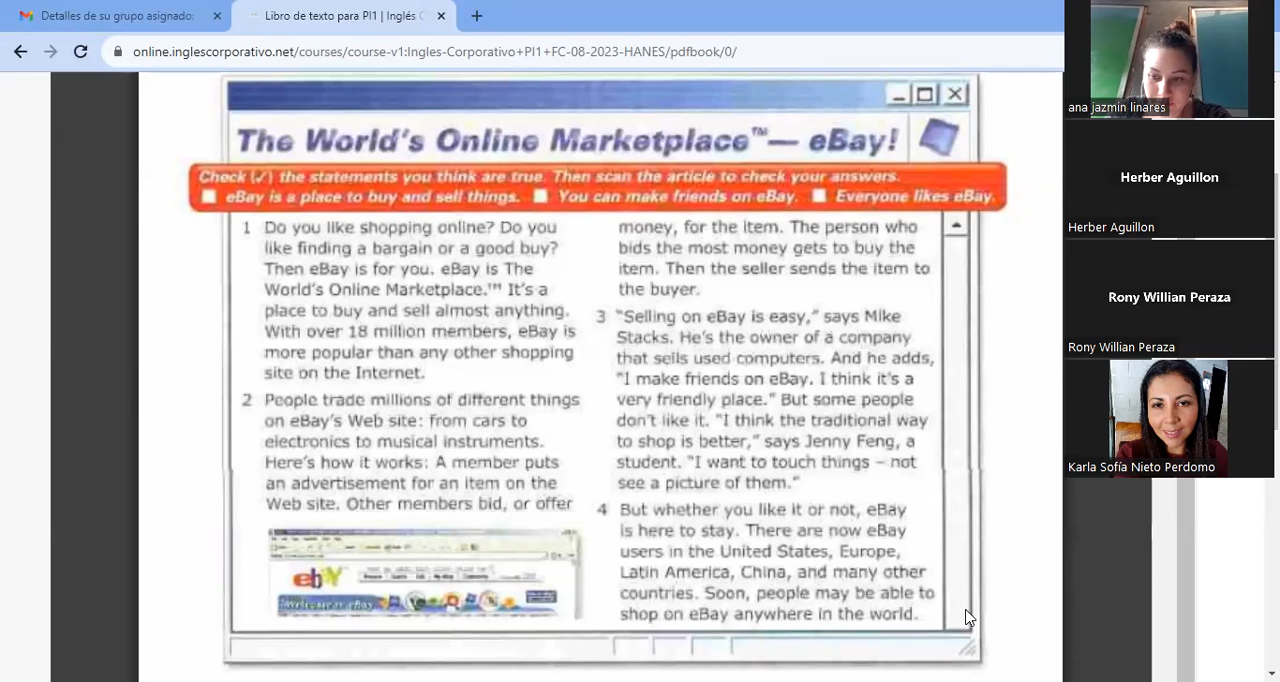 Detalles de su grupo asignado:
Libro de texto para PI1 | Inglés C
online.inglescorporativo.net/courses/course-v1:Ingles-Corporativo+PI1+FC-08-2023-HANES/pdfbook/0/
The World's Online Marketplace™— eBay!
Check (✓) the statements you think are true. Then scan the article to check your answers.
eBay is a place to buy and sell things. You can make friends on eBay. Everyone likes eBay.
1 Do you like shopping online? Do you
like finding a bargain or a good buy?
Then eBay is for you. eBay is The
World's Online Marketplace.™ It's a
place to buy and sell almost anything.
With over 18 million members, eBay is
more popular than any other shopping
site on the Internet.
2 People trade millions of different things
on eBay's Web site: from cars to
electronics to musical instruments.
Here's how it works: A member puts
an advertisement for an item on the
Web site. Other members bid, or offer
money, for the item. The person who
bids the most money gets to buy the
item. Then the seller sends the item to
the buyer.
3 "Selling on eBay is easy," says Mike
Stacks. He's the owner of a company
that sells used computers. And he adds,
"I make friends on eBay. I think it's a
very friendly place." But some people
don't like it. "I think the traditional way
to shop is better," says Jenny Feng, a
student. "I want to touch things – not
see a picture of them."
4 But whether you like it or not, eBay
is here to stay. There are now eBay
users in the United States, Europe,
Latin America, China, and many other
countries. Soon, people may be able to
shop on eBay anywhere in the world.
ebY
Welcome to eBay
ana jazmin linares
Herber Aguillon
Herber Aguillon
Rony Willian Peraza
Rony Willian Peraza
Karla Sofía Nieto Perdomo